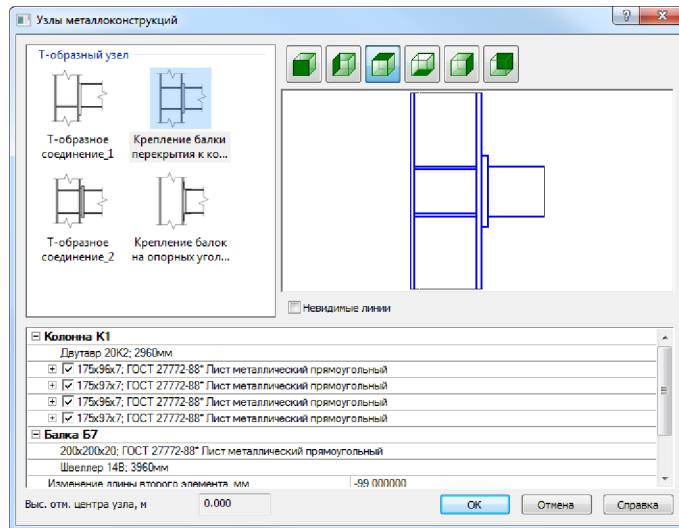 Узлы металлоконструкций
Т-образный узел
Т-образное соединение_1
Крепление балки перекрытия к ко...
Т-образное соединение_2
Крепление балок на опорных угол...
Невидимые линии
Колонна К1
Двутавр 20К2; 2960мм
175x96x7; ГОСТ 27772-88* Лист металлический прямоугольный
175x97x7; ГОСТ 27772-88* Лист металлический прямоугольный
175x96x7; ГОСТ 27772-88* Лист металлический прямоугольный
175x97x7; ГОСТ 27772-88* Лист металлический прямоугольный
Балка Б7
200x200x20; ГОСТ 27772-88* Лист металлический прямоугольный
Швеллер 14В; 3960мм
Изменение длины второго элемента, мм -99.000000
Выс. отм. центра узла, м 0.000
ОК Отмена Справка